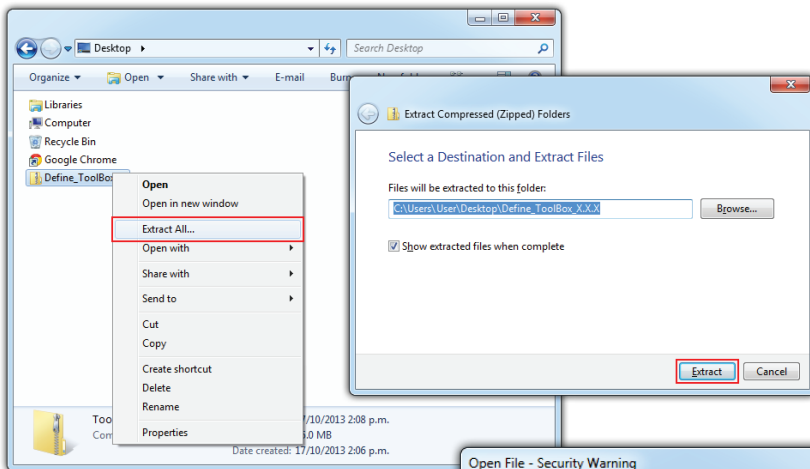 Desktop
Search Desktop
Organize
Open
Share with
E-mail
Libraries
Computer
Recycle Bin
Google Chrome
Open
Open in new window
Extract All...
Open with
Share with
Send to
Cut
Copy
Create shortcut
Delete
Rename
Properties
/10/2013 2:08 p.m.
.0 MB
Date created: 17/10/2013 2:06 p.m.
Extract Compressed (Zipped) Folders
Select a Destination and Extract Files
Files will be extracted to this folder:
C:\Users\User\Desktop\Define_ToolBox_X.X.X
Browse...
Show extracted files when complete
Extract
Cancel
Open File - Security Warning